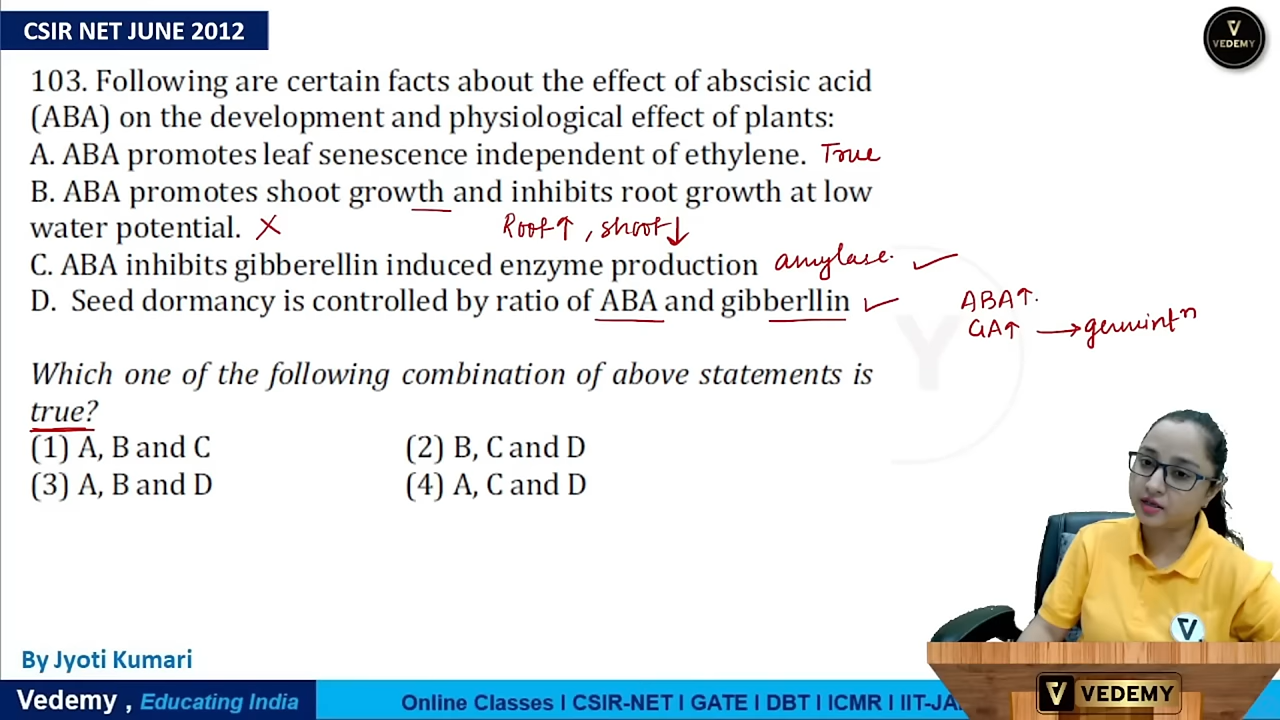 CSIR NET JUNE 2012
VEDEMY
103. Following are certain facts about the effect of abscisic acid
(ABA) on the development and physiological effect of plants:
A. ABA promotes leaf senescence independent of ethylene. True
B. ABA promotes shoot growth and inhibits root growth at low
water potential. X Root↑, shoot↓
C. ABA inhibits gibberellin induced enzyme production amylase. ✓
D. Seed dormancy is controlled by ratio of ABA and gibberllin ✓ ABA↑.
GA↑ → germintⁿ
Which one of the following combination of above statements is
true?
(1) A, B and C (2) B, C and D
(3) A, B and D (4) A, C and D
By Jyoti Kumari
VEDEMY
Vedemy , Educating India Online Classes I CSIR-NET I GATE I DBT I ICMR I IIT-JA